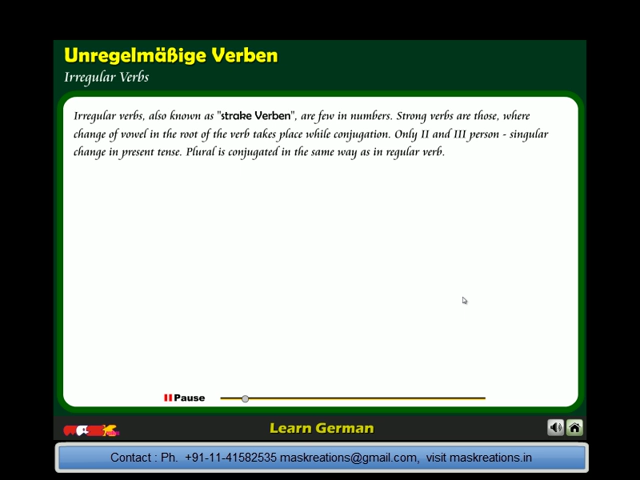 Unregelmäßige Verben
Irregular Verbs
Irregular verbs, also known as "strake Verben", are few in numbers. Strong verbs are those, where
change of vowel in the root of the verb takes place while conjugation. Only II and III person - singular
change in present tense. Plural is conjugated in the same way as in regular verb.
Pause
Learn German
Contact : Ph. +91-11-41582535 maskreations@gmail.com, visit maskreations.in